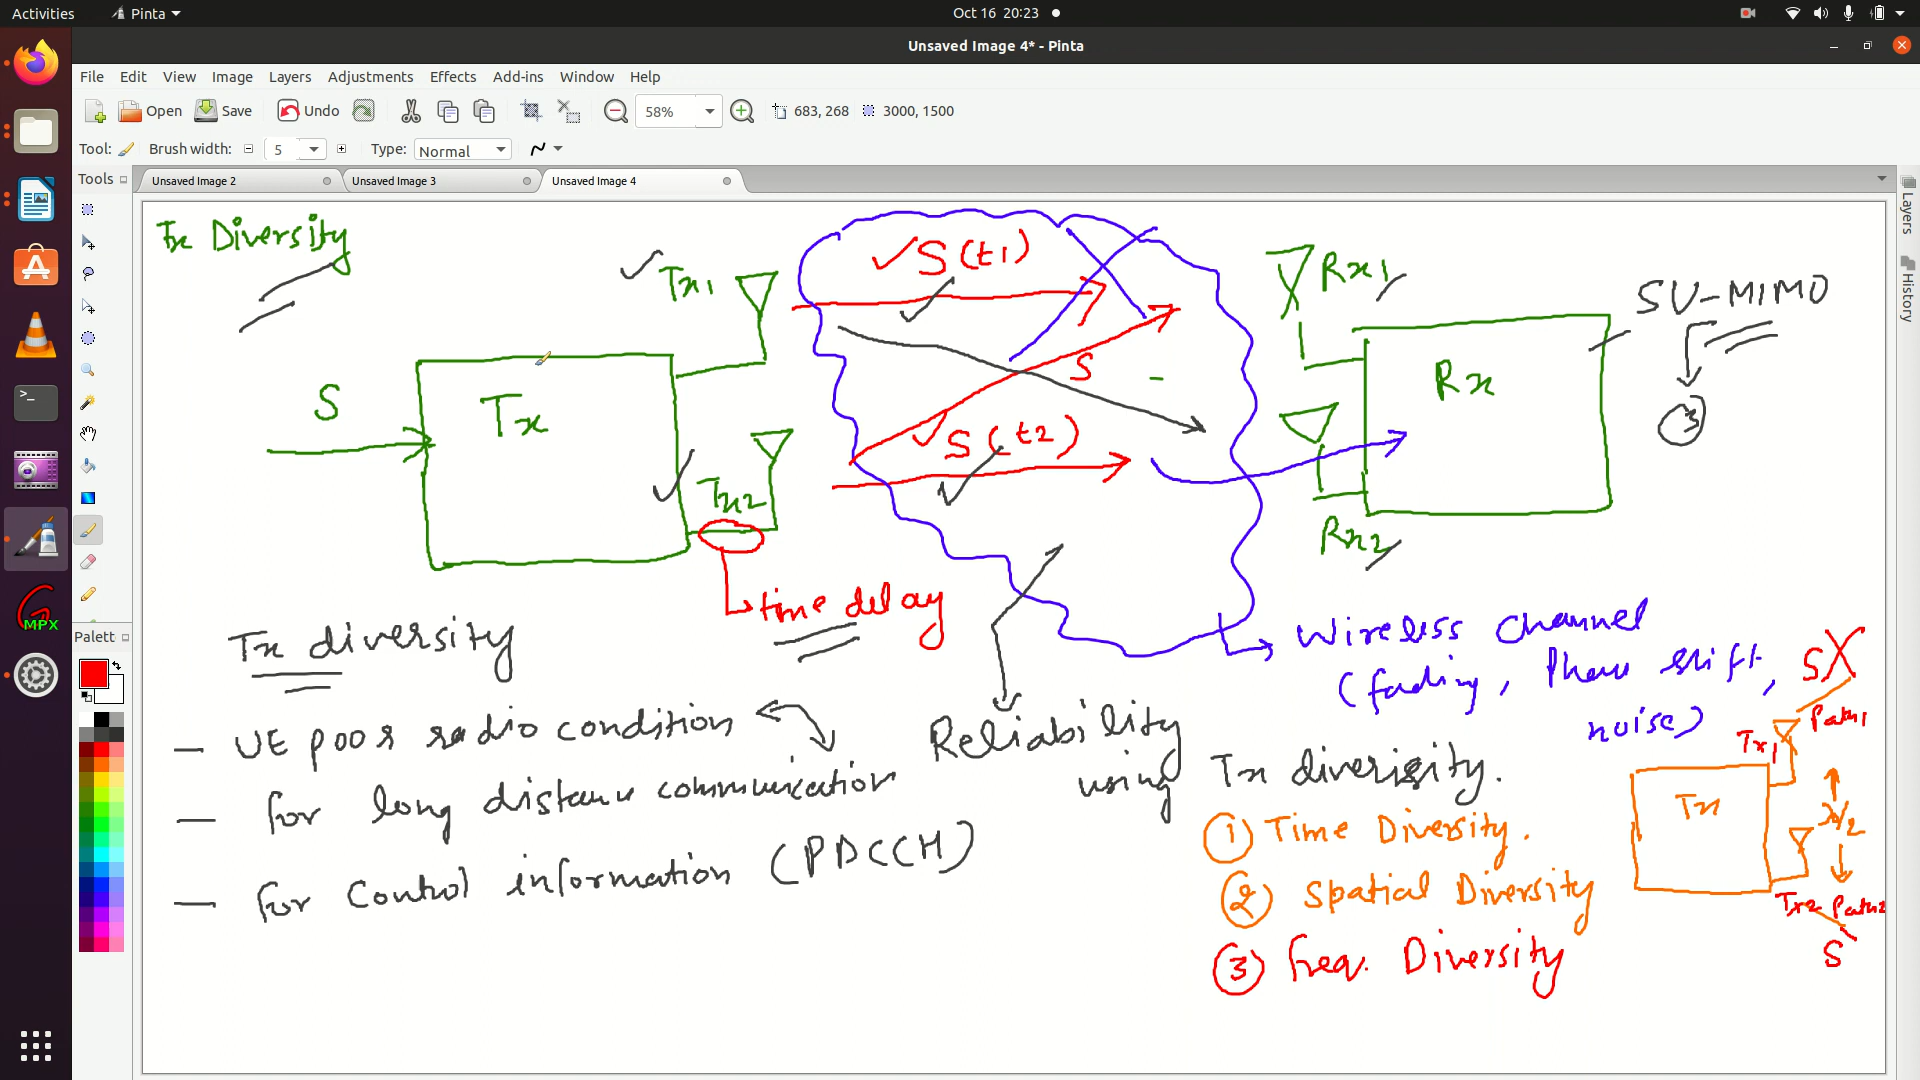 Activities
Pinta
Oct 16 20:23
Unsaved Image 4* - Pinta
File Edit View Image Layers Adjustments Effects Add-ins Window Help
Open Save Undo 58% 683, 268 3000, 1500
Tool: Brush width: 5 Type: Normal
Tools Unsaved Image 2 Unsaved Image 3 Unsaved Image 4
Layers
History
Palett
MPX
Tx Diversity
Tx1
S(t1)
Rx1
SU-MIMO
3
S
Tx
S
Rx
S(t2)
Tx2
Rx2
time delay
Wireless Channel
(fading, Phase shift,
noise)
Tx diversity
- UE poor radio condition
- for long distance communication
- for Control information (PDCCH)
Reliability
using Tx diverisity.
1 Time Diversity.
2 Spatial Diversity
3 freq. Diversity
S
Path1
Tx1
Tx
λ/2
Tx2 Path2
S